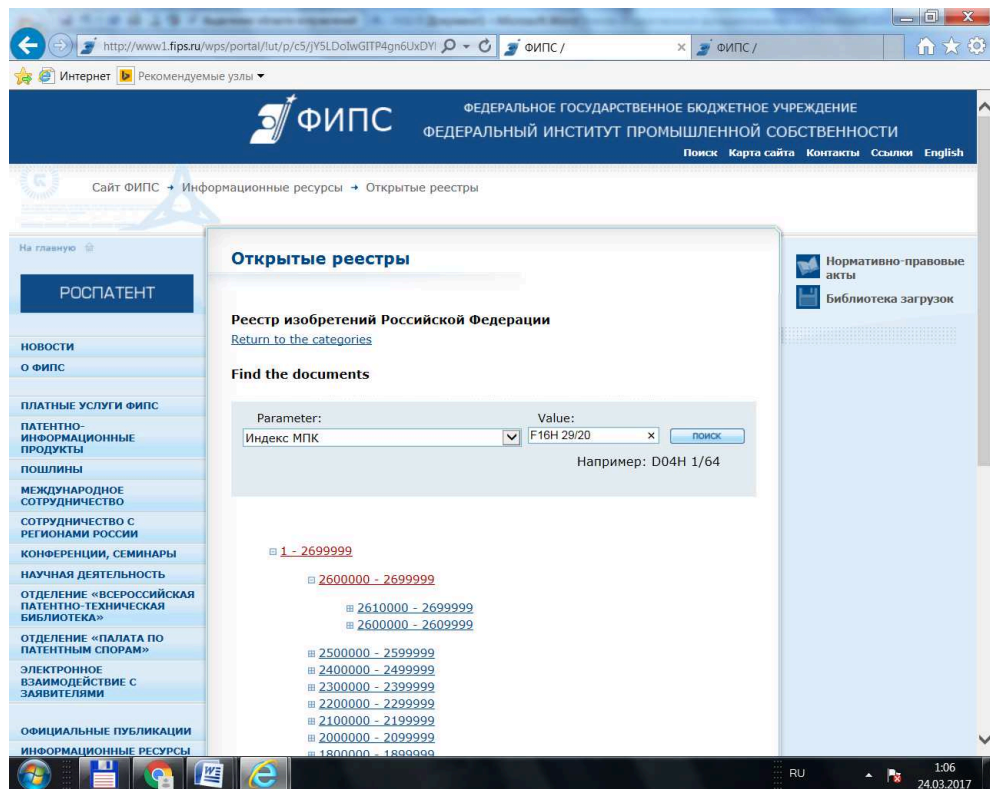 http://www1.fips.ru/wps/portal/!ut/p/c5/jY5LDoIwGITP4gn6UxDYI
ФИПС /
ФИПС /
Интернет
Рекомендуемые узлы
ФИПС
ФЕДЕРАЛЬНОЕ ГОСУДАРСТВЕННОЕ БЮДЖЕТНОЕ УЧРЕЖДЕНИЕ
ФЕДЕРАЛЬНЫЙ ИНСТИТУТ ПРОМЫШЛЕННОЙ СОБСТВЕННОСТИ
Поиск Карта сайта Контакты Ссылки English
Сайт ФИПС → Информационные ресурсы → Открытые реестры
На главную
РОСПАТЕНТ
НОВОСТИ
О ФИПС
ПЛАТНЫЕ УСЛУГИ ФИПС
ПАТЕНТНО-
ИНФОРМАЦИОННЫЕ
ПРОДУКТЫ
ПОШЛИНЫ
МЕЖДУНАРОДНОЕ
СОТРУДНИЧЕСТВО
СОТРУДНИЧЕСТВО С
РЕГИОНАМИ РОССИИ
КОНФЕРЕНЦИИ, СЕМИНАРЫ
НАУЧНАЯ ДЕЯТЕЛЬНОСТЬ
ОТДЕЛЕНИЕ «ВСЕРОССИЙСКАЯ
ПАТЕНТНО-ТЕХНИЧЕСКАЯ
БИБЛИОТЕКА»
ОТДЕЛЕНИЕ «ПАЛАТА ПО
ПАТЕНТНЫМ СПОРАМ»
ЭЛЕКТРОННОЕ
ВЗАИМОДЕЙСТВИЕ С
ЗАЯВИТЕЛЯМИ
ОФИЦИАЛЬНЫЕ ПУБЛИКАЦИИ
ИНФОРМАЦИОННЫЕ РЕСУРСЫ
Открытые реестры
Реестр изобретений Российской Федерации
Return to the categories
Find the documents
Parameter:
Value:
Индекс МПК
F16H 29/20
поиск
Например: D04H 1/64
1 - 2699999
2600000 - 2699999
2610000 - 2699999
2600000 - 2609999
2500000 - 2599999
2400000 - 2499999
2300000 - 2399999
2200000 - 2299999
2100000 - 2199999
2000000 - 2099999
1800000 - 1899999
Нормативно-правовые
акты
Библиотека загрузок
RU
1:06
24.03.2017